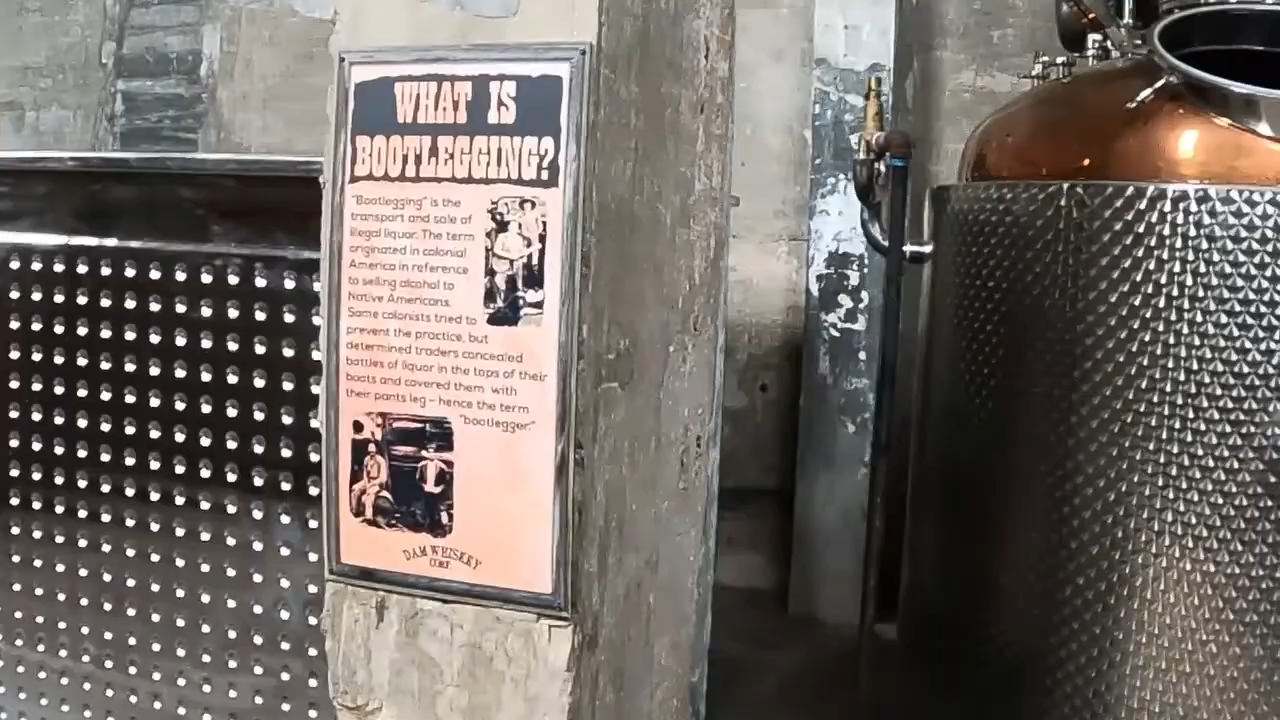 WHAT IS
BOOTLEGGING?
"Bootlegging" is the
transport and sale of
illegal liquor. The term
originated in colonial
America in reference
to selling alcohol to
Native Americans.
Some colonists tried to
prevent the practice, but
determined traders concealed
bottles of liquor in the tops of their
boots and covered them with
their pants leg – hence the term
"bootlegger."
DAM WHISKEY
CORP.